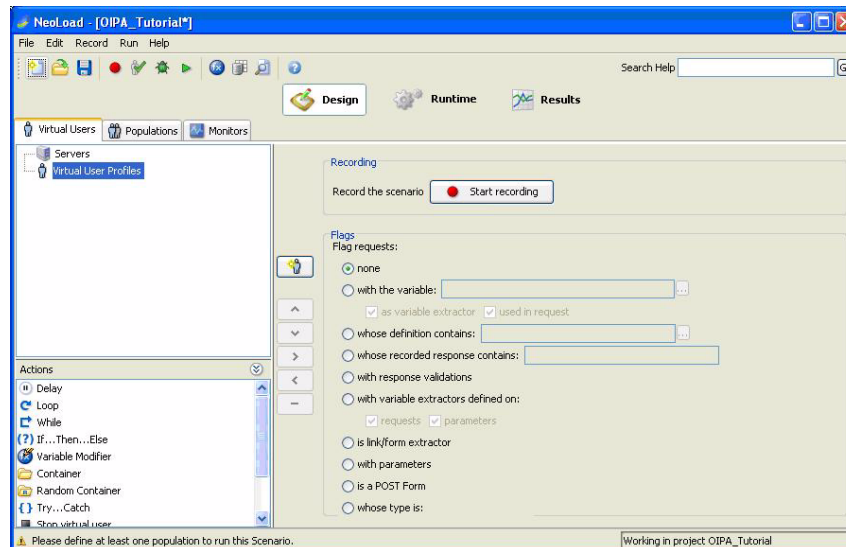 NeoLoad - [OIPA_Tutorial*]
File Edit Record Run Help
Search Help
G
Design Runtime Results
Virtual Users Populations Monitors
Servers
Virtual User Profiles
Recording
Record the scenario Start recording
Flags
Flag requests:
none
with the variable: ...
as variable extractor used in request
whose definition contains: ...
whose recorded response contains:
with response validations
with variable extractors defined on:
requests parameters
is link/form extractor
with parameters
is a POST Form
whose type is:
Actions
Delay
Loop
While
(?) If...Then...Else
Variable Modifier
Container
Random Container
{} Try...Catch
Stop virtual user
Please define at least one population to run this Scenario.
Working in project OIPA_Tutorial